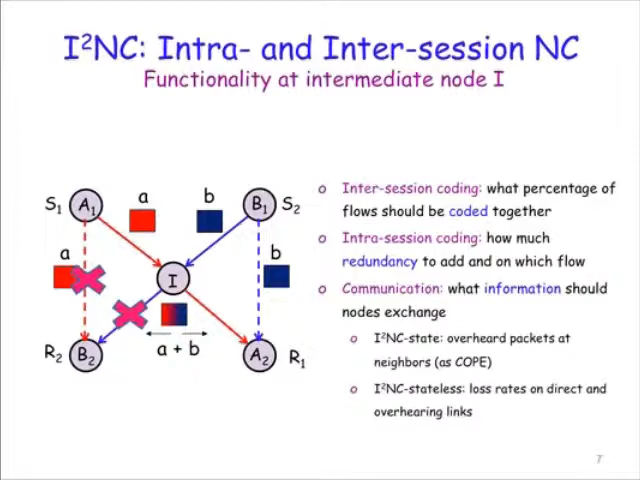 I²NC: Intra- and Inter-session NC
Functionality at intermediate node I
S₁ A₁ a b B₁ S₂
a b
I
R₂ B₂ a + b A₂ R₁
o Inter-session coding: what percentage of
flows should be coded together
o Intra-session coding: how much
redundancy to add and on which flow
o Communication: what information should
nodes exchange
o I²NC-state: overheard packets at
neighbors (as COPE)
o I²NC-stateless: loss rates on direct and
overhearing links
7